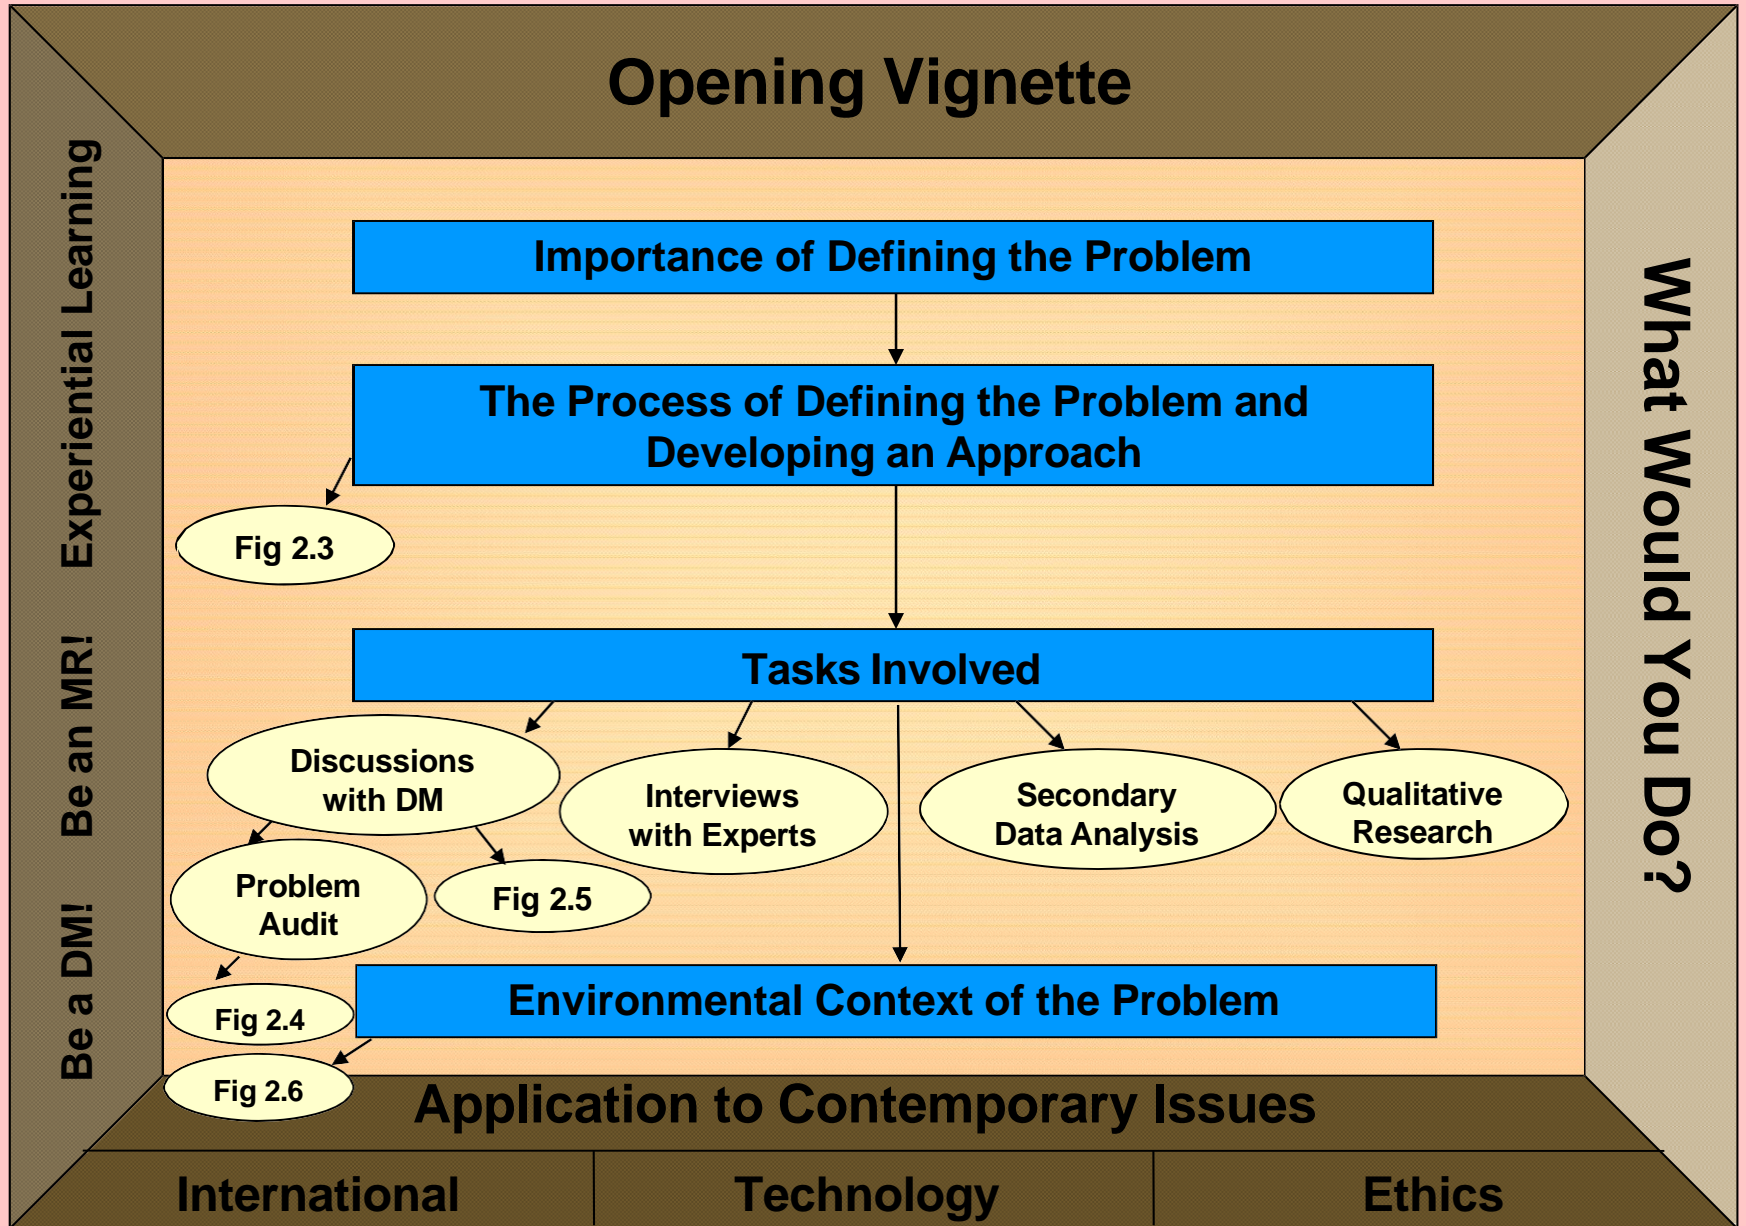 Opening Vignette
Be a DM! Be an MR! Experiential Learning
What Would You Do?
Importance of Defining the Problem
The Process of Defining the Problem and
Developing an Approach
Fig 2.3
Tasks Involved
Discussions
with DM
Interviews
with Experts
Secondary
Data Analysis
Qualitative
Research
Problem
Audit
Fig 2.5
Fig 2.4
Environmental Context of the Problem
Fig 2.6
Application to Contemporary Issues
International
Technology
Ethics